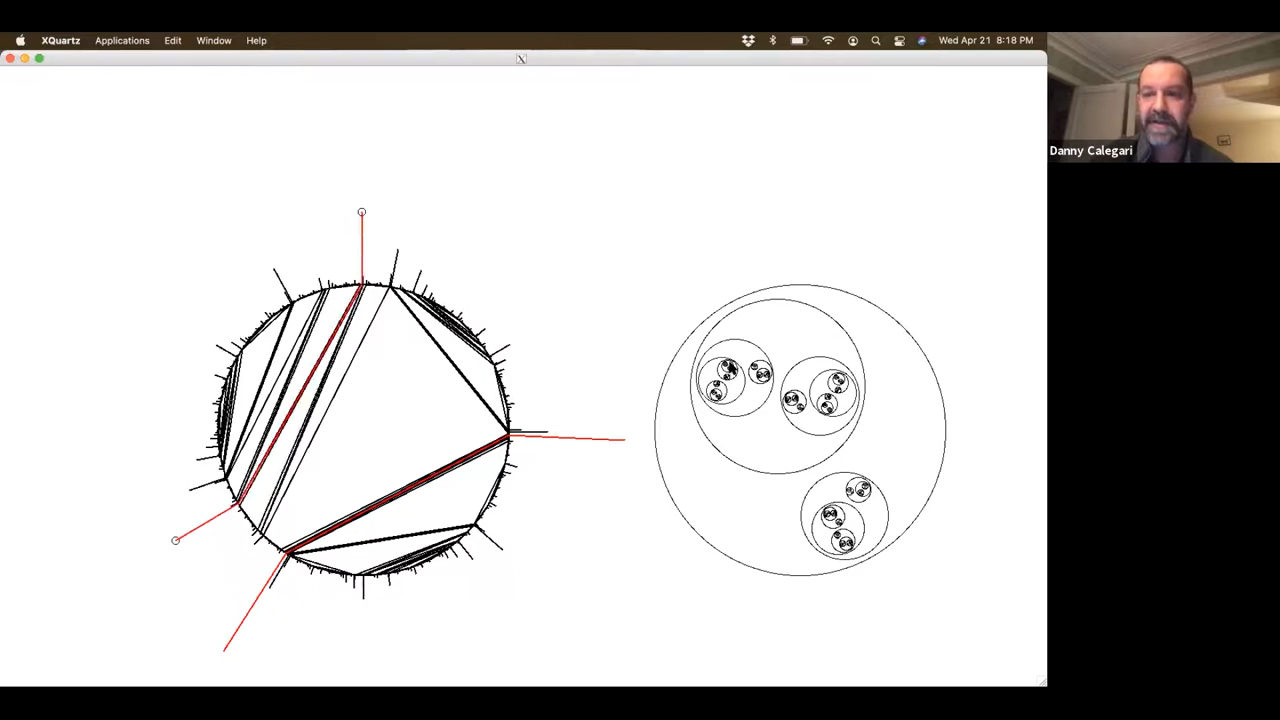 XQuartz Applications Edit Window Help Wed Apr 21 8:18 PM
X
Danny Calegari